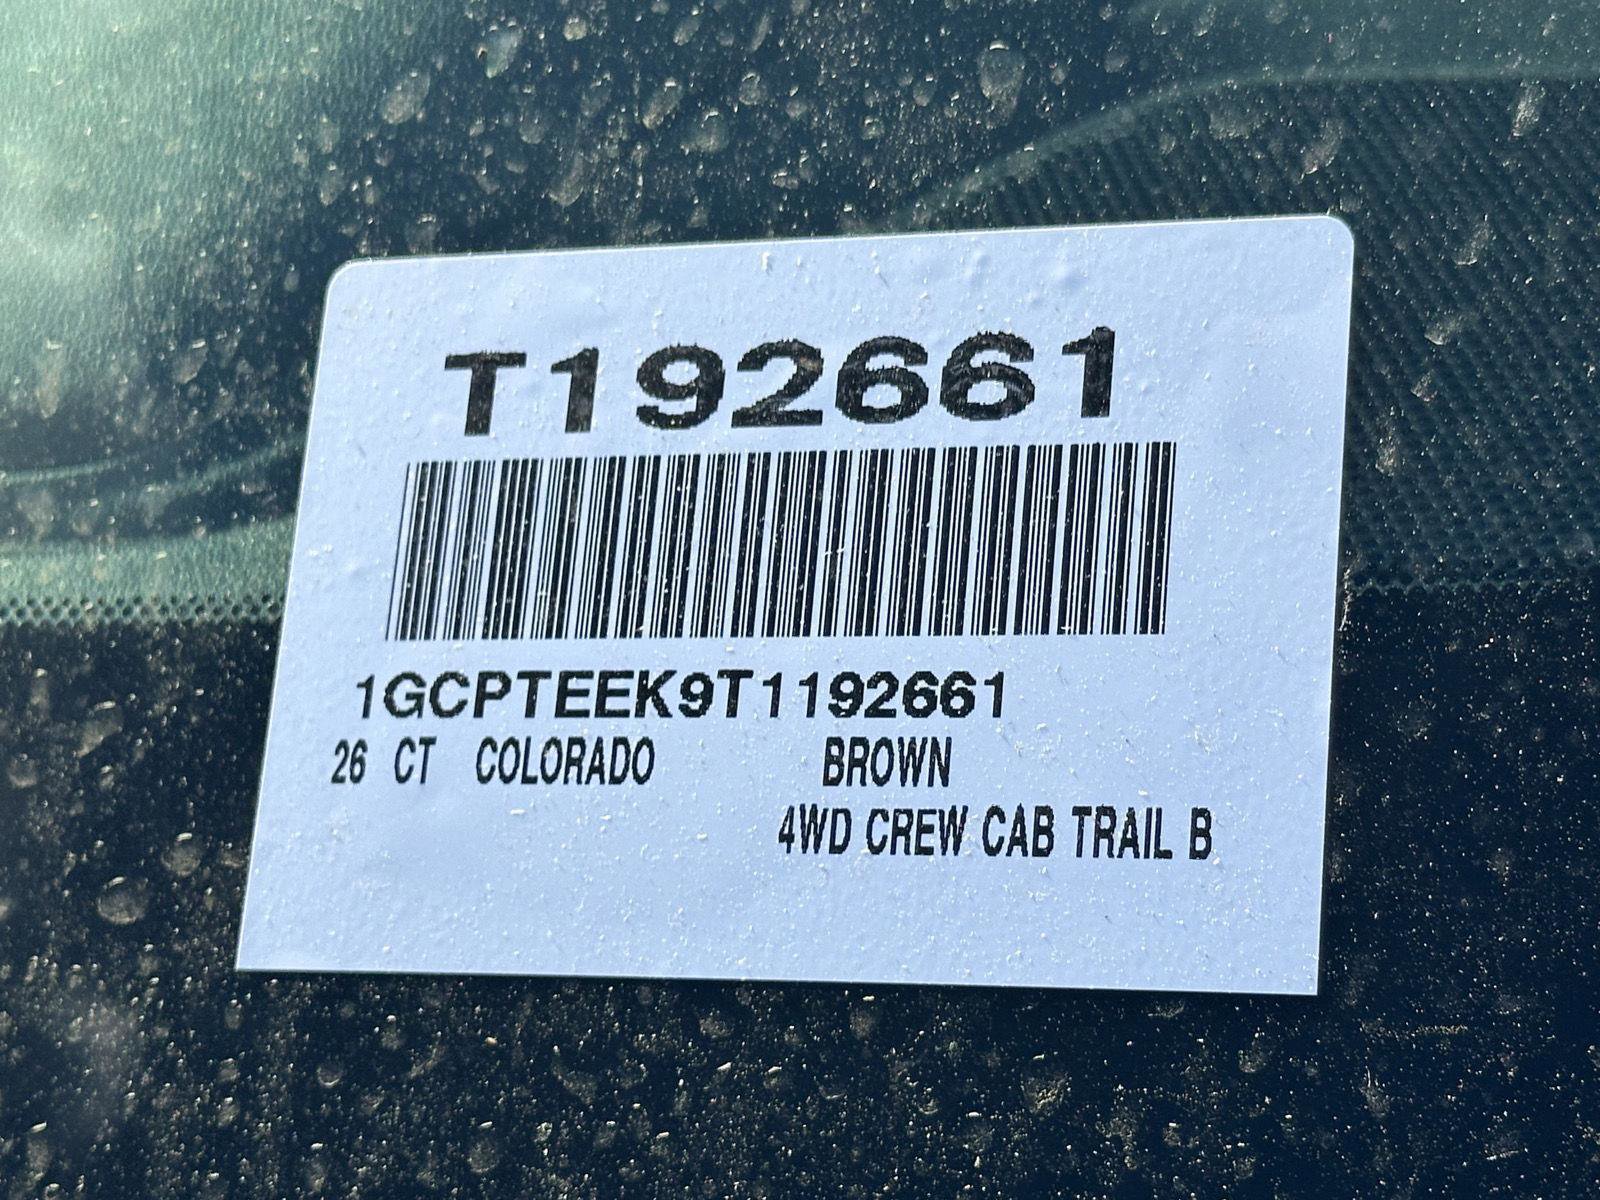 T192661
1GCPTEEK9T1192661
26 CT COLORADO BROWN
4WD CREW CAB TRAIL B